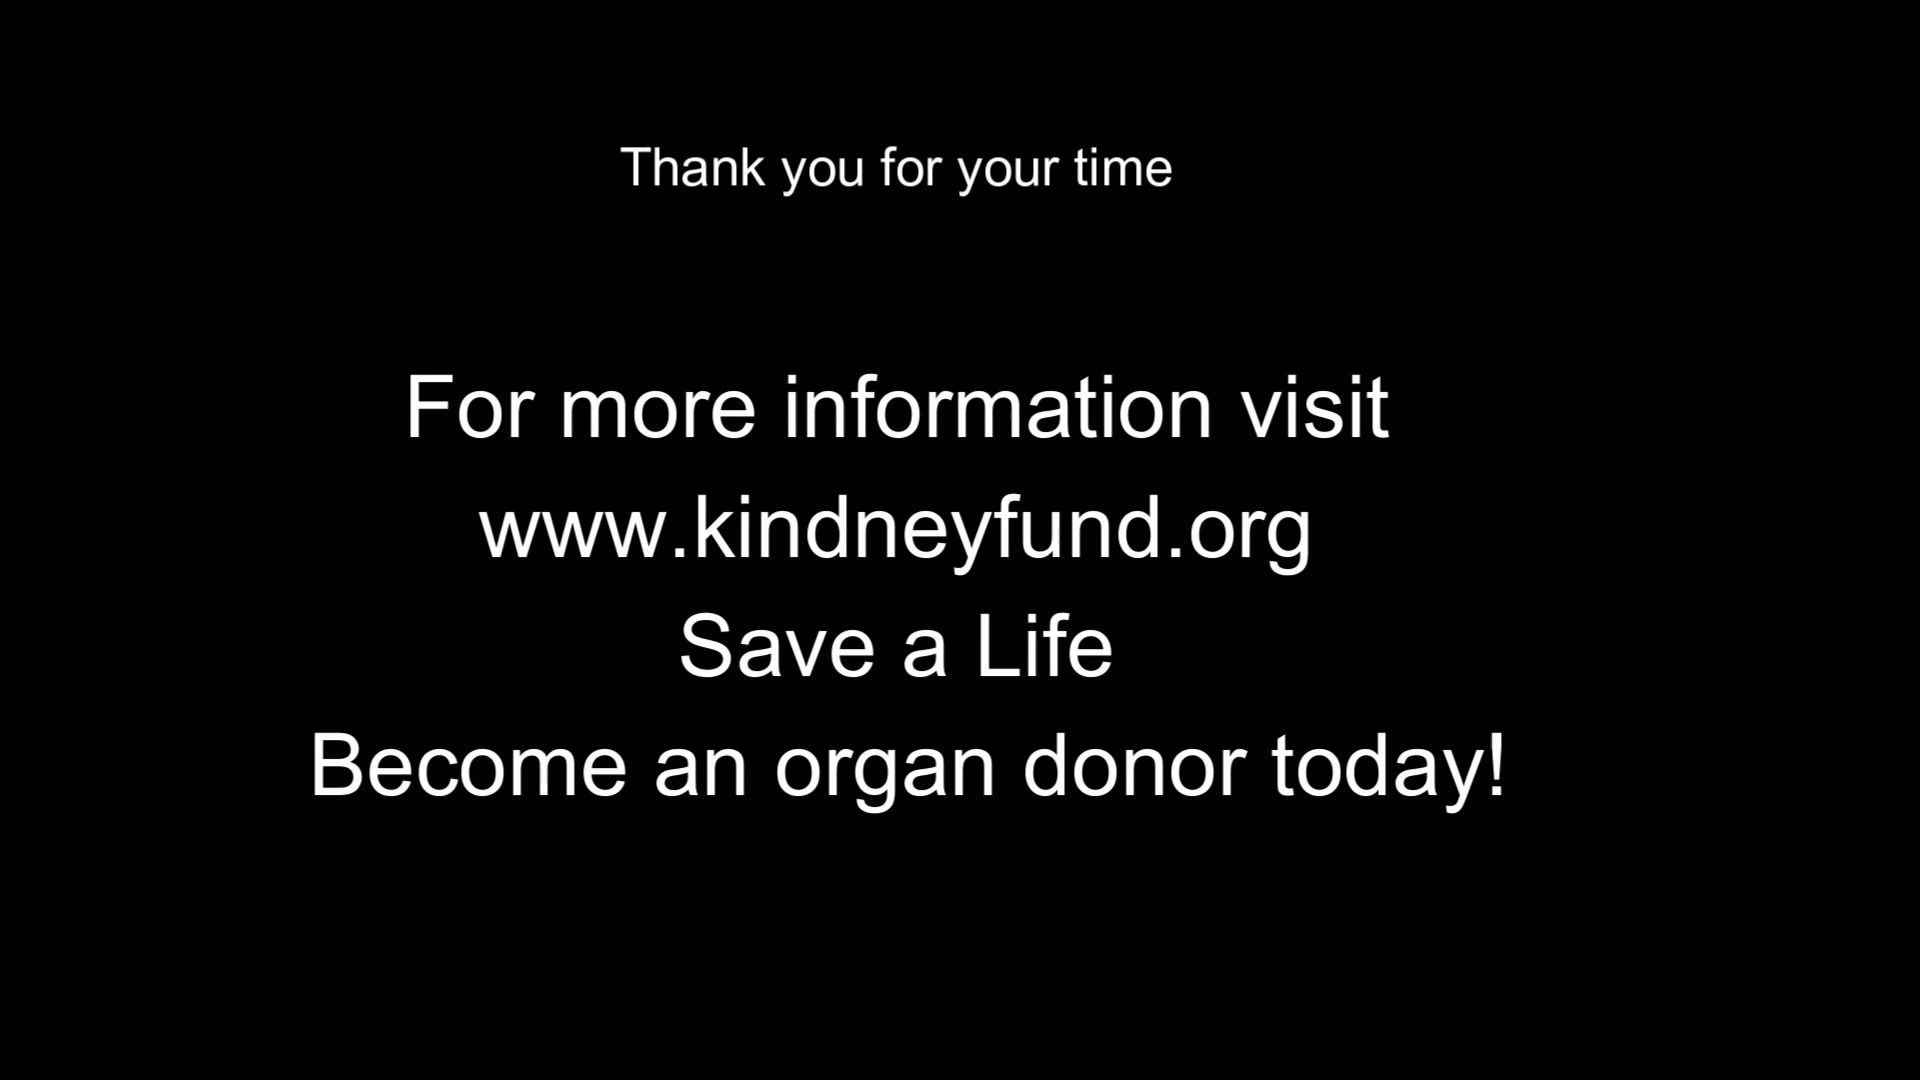 Thank you for your time
For more information visit
www.kindneyfund.org
Save a Life
Become an organ donor today!